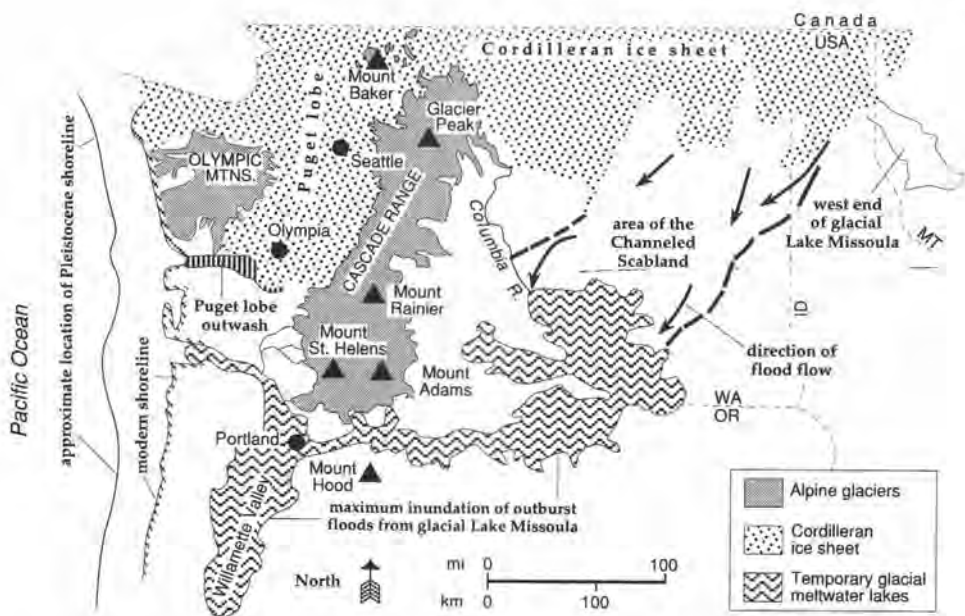 Canada
USA
Cordilleran ice sheet
Mount
Baker
Puget lobe
Glacier
Peak
OLYMPIC
MTNS.
Seattle
approximate location of Pleistocene shoreline
Columbia
R.
area of the
Channeled
Scabland
west end
of glacial
Lake Missoula
MT
Olympia
CASCADE RANGE
Puget lobe
outwash
Mount
Rainier
ID
Pacific Ocean
modern shoreline
Mount
St. Helens
Mount
Adams
direction of
flood flow
WA
OR
Portland
Mount
Hood
Willamette Valley
maximum inundation of outburst
floods from glacial Lake Missoula
North
mi
0
100
km
0
100
Alpine glaciers
Cordilleran
ice sheet
Temporary glacial
meltwater lakes